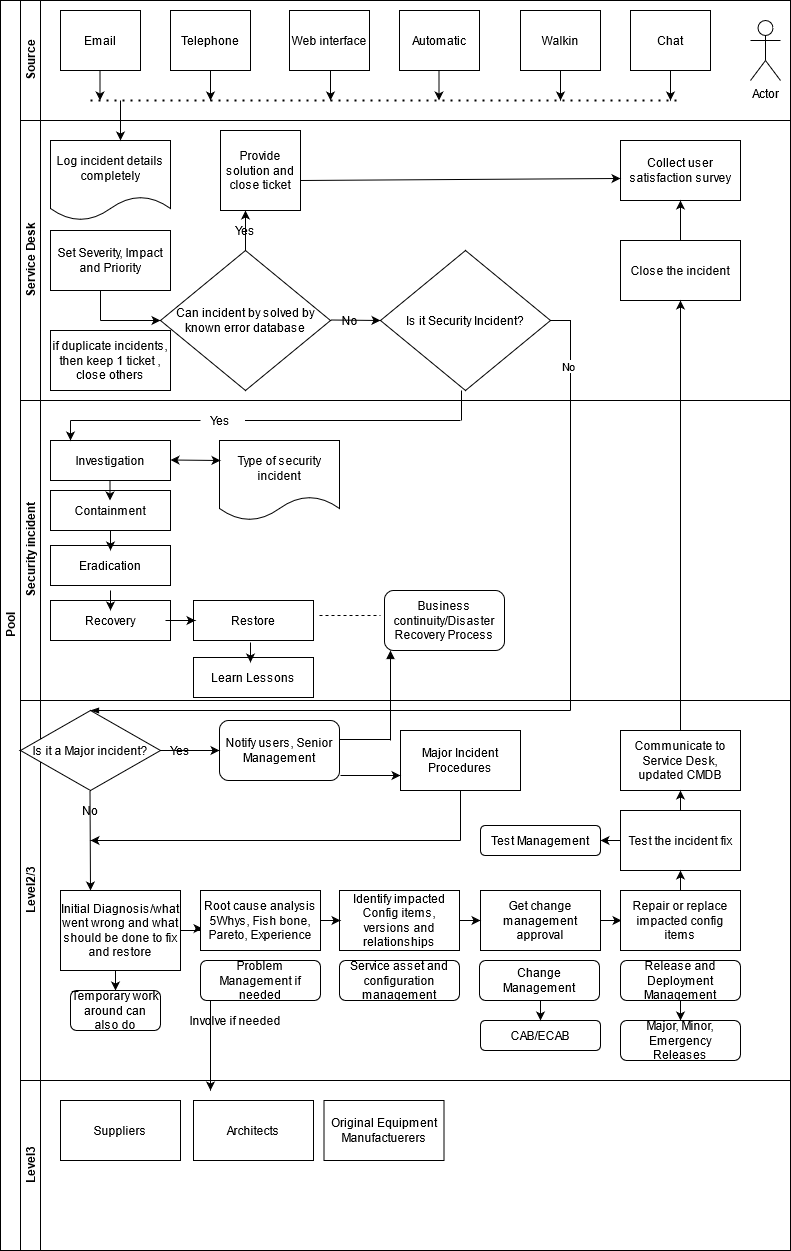 Pool
Source
Email
Telephone
Web interface
Automatic
Walkin
Chat
Actor
Service Desk
Log incident details
completely
Provide
solution and
close ticket
Collect user
satisfaction survey
Yes
Set Severity, Impact
and Priority
Close the incident
Can incident by solved by
known error database
No
Is it Security Incident?
No
if duplicate incidents,
then keep 1 ticket ,
close others
Security incident
Yes
Investigation
Type of security
incident
Containment
Eradication
Recovery
Restore
Business
continuity/Disaster
Recovery Process
Learn Lessons
Level2/3
Is it a Major incident?
Yes
Notify users, Senior
Management
Major Incident
Procedures
Communicate to
Service Desk,
updated CMDB
No
Test Management
Test the incident fix
Initial Diagnosis/what
went wrong and what
should be done to fix
and restore
Root cause analysis
5Whys, Fish bone,
Pareto, Experience
Identify impacted
Config items,
versions and
relationships
Get change
management
approval
Repair or replace
impacted config
items
Temporary work
around can
also do
Problem
Management if
needed
Service asset and
configuration
management
Change
Management
Release and
Deployment
Management
Involve if needed
CAB/ECAB
Major, Minor,
Emergency
Releases
Level3
Suppliers
Architects
Original Equipment
Manufactuerers